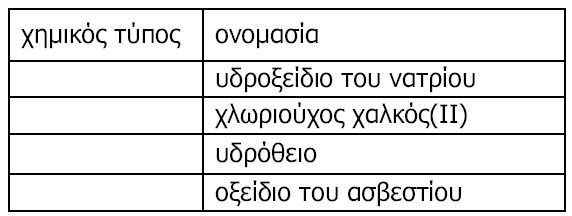 χημικός τύπος ονομασία
υδροξείδιο του νατρίου
χλωριούχος χαλκός(ΙΙ)
υδρόθειο
οξείδιο του ασβεστίου